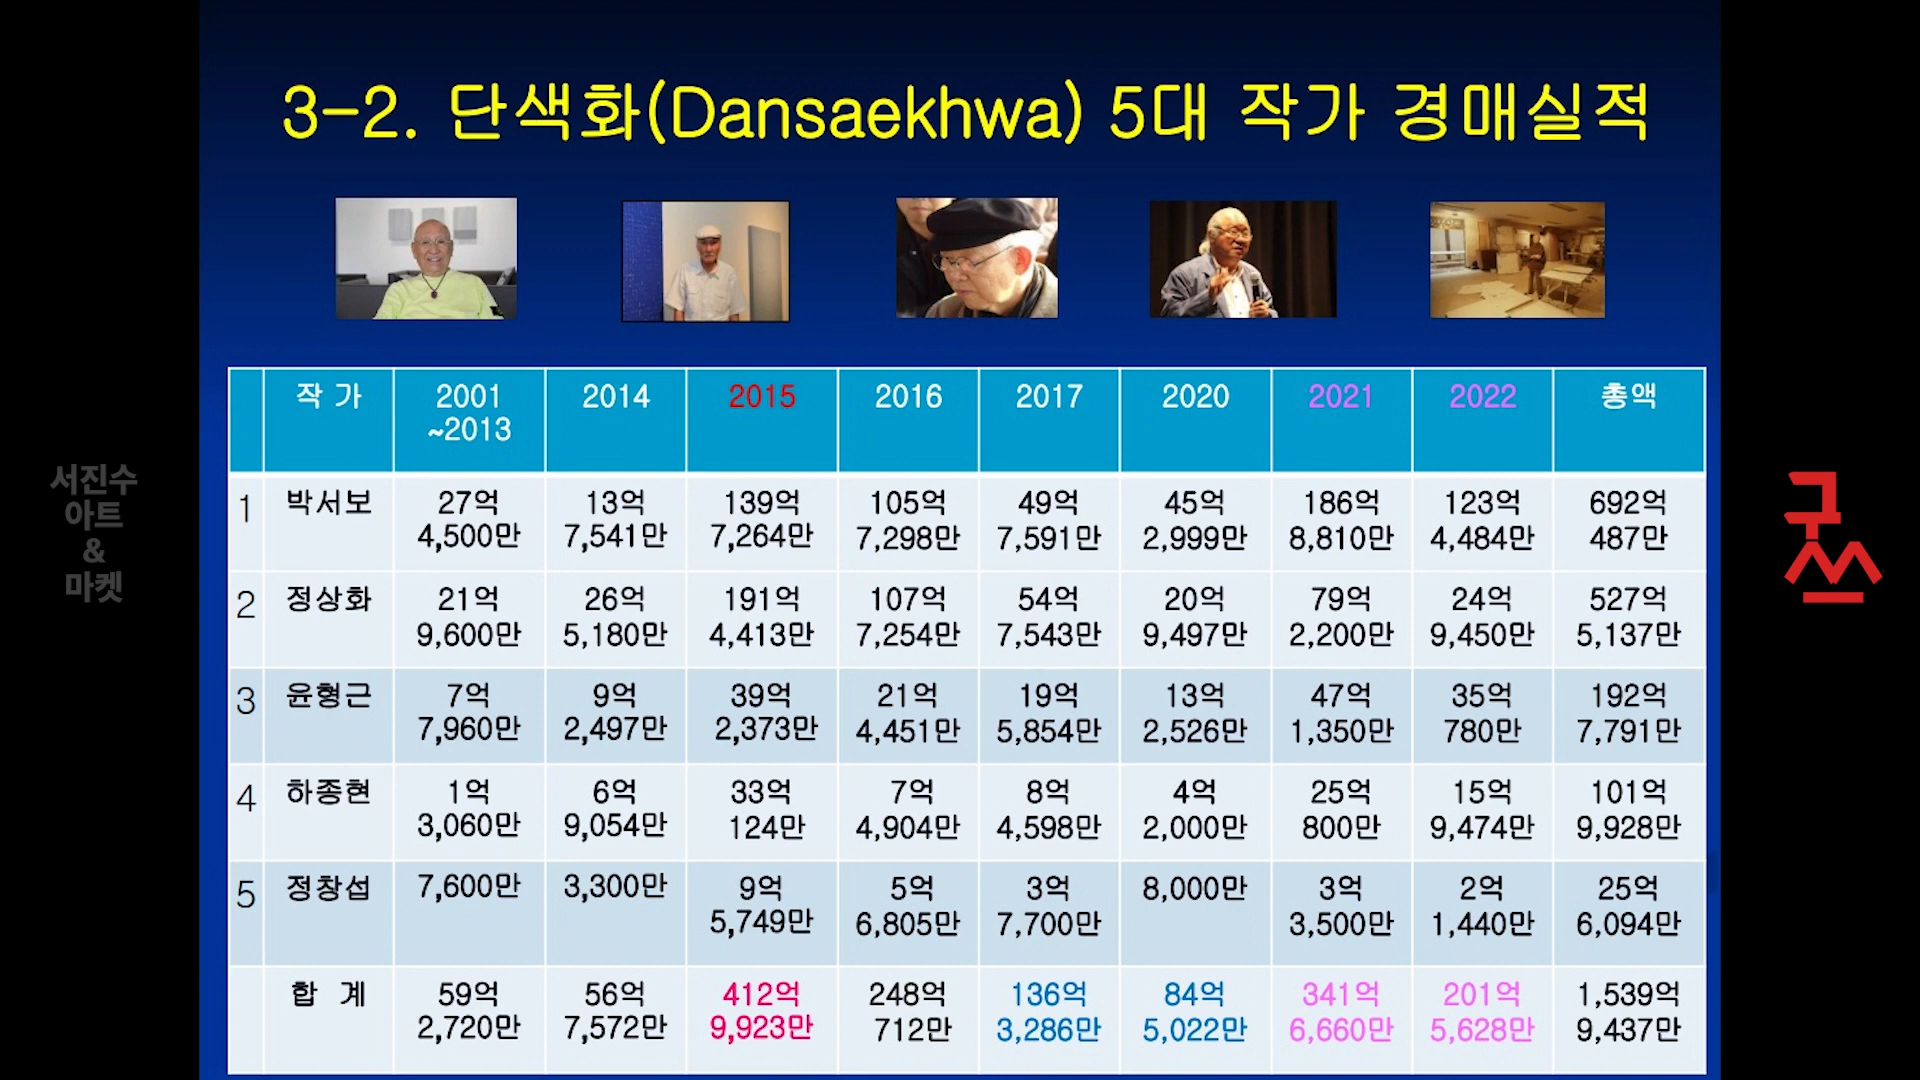 3-2. 단색화(Dansaekhwa) 5대 작가 경매실적
서진수
아트
&
마켓
굿쓰
작 가 2001~2013 2014 2015 2016 2017 2020 2021 2022 총액
1 박서보 27억 4,500만 13억 7,541만 139억 7,264만 105억 7,298만 49억 7,591만 45억 2,999만 186억 8,810만 123억 4,484만 692억 487만
2 정상화 21억 9,600만 26억 5,180만 191억 4,413만 107억 7,254만 54억 7,543만 20억 9,497만 79억 2,200만 24억 9,450만 527억 5,137만
3 윤형근 7억 7,960만 9억 2,497만 39억 2,373만 21억 4,451만 19억 5,854만 13억 2,526만 47억 1,350만 35억 780만 192억 7,791만
4 하종현 1억 3,060만 6억 9,054만 33억 124만 7억 4,904만 8억 4,598만 4억 2,000만 25억 800만 15억 9,474만 101억 9,928만
5 정창섭 7,600만 3,300만 9억 5,749만 5억 6,805만 3억 7,700만 8,000만 3억 3,500만 2억 1,440만 25억 6,094만
합 계 59억 2,720만 56억 7,572만 412억 9,923만 248억 712만 136억 3,286만 84억 5,022만 341억 6,660만 201억 5,628만 1,539억 9,437만